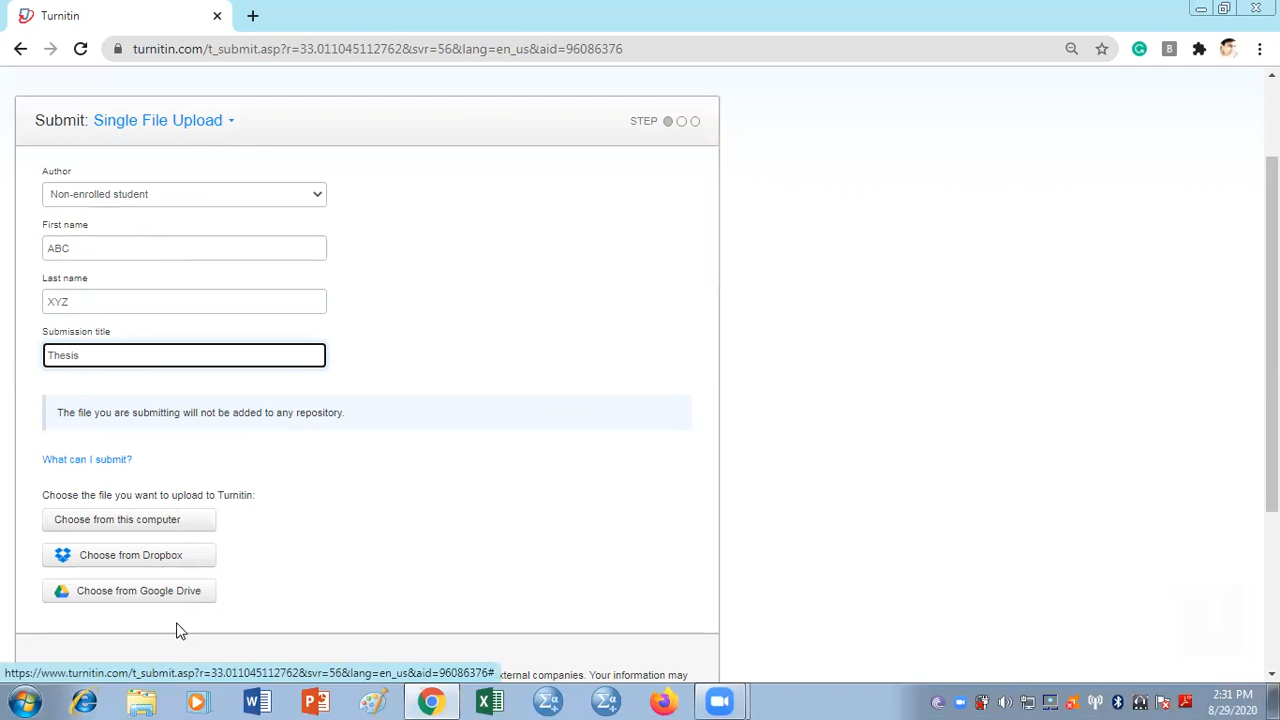 Turnitin
turnitin.com/t_submit.asp?r=33.011045112762&svr=56&lang=en_us&aid=96086376
B
Submit: Single File Upload
STEP
Author
Non-enrolled student
First name
ABC
Last name
XYZ
Submission title
Thesis
The file you are submitting will not be added to any repository.
What can I submit?
Choose the file you want to upload to Turnitin:
Choose from this computer
Choose from Dropbox
Choose from Google Drive
https://www.turnitin.com/t_submit.asp?r=33.011045112762&svr=56&lang=en_us&aid=96086376#
xternal companies. Your information may
2:31 PM
8/29/2020